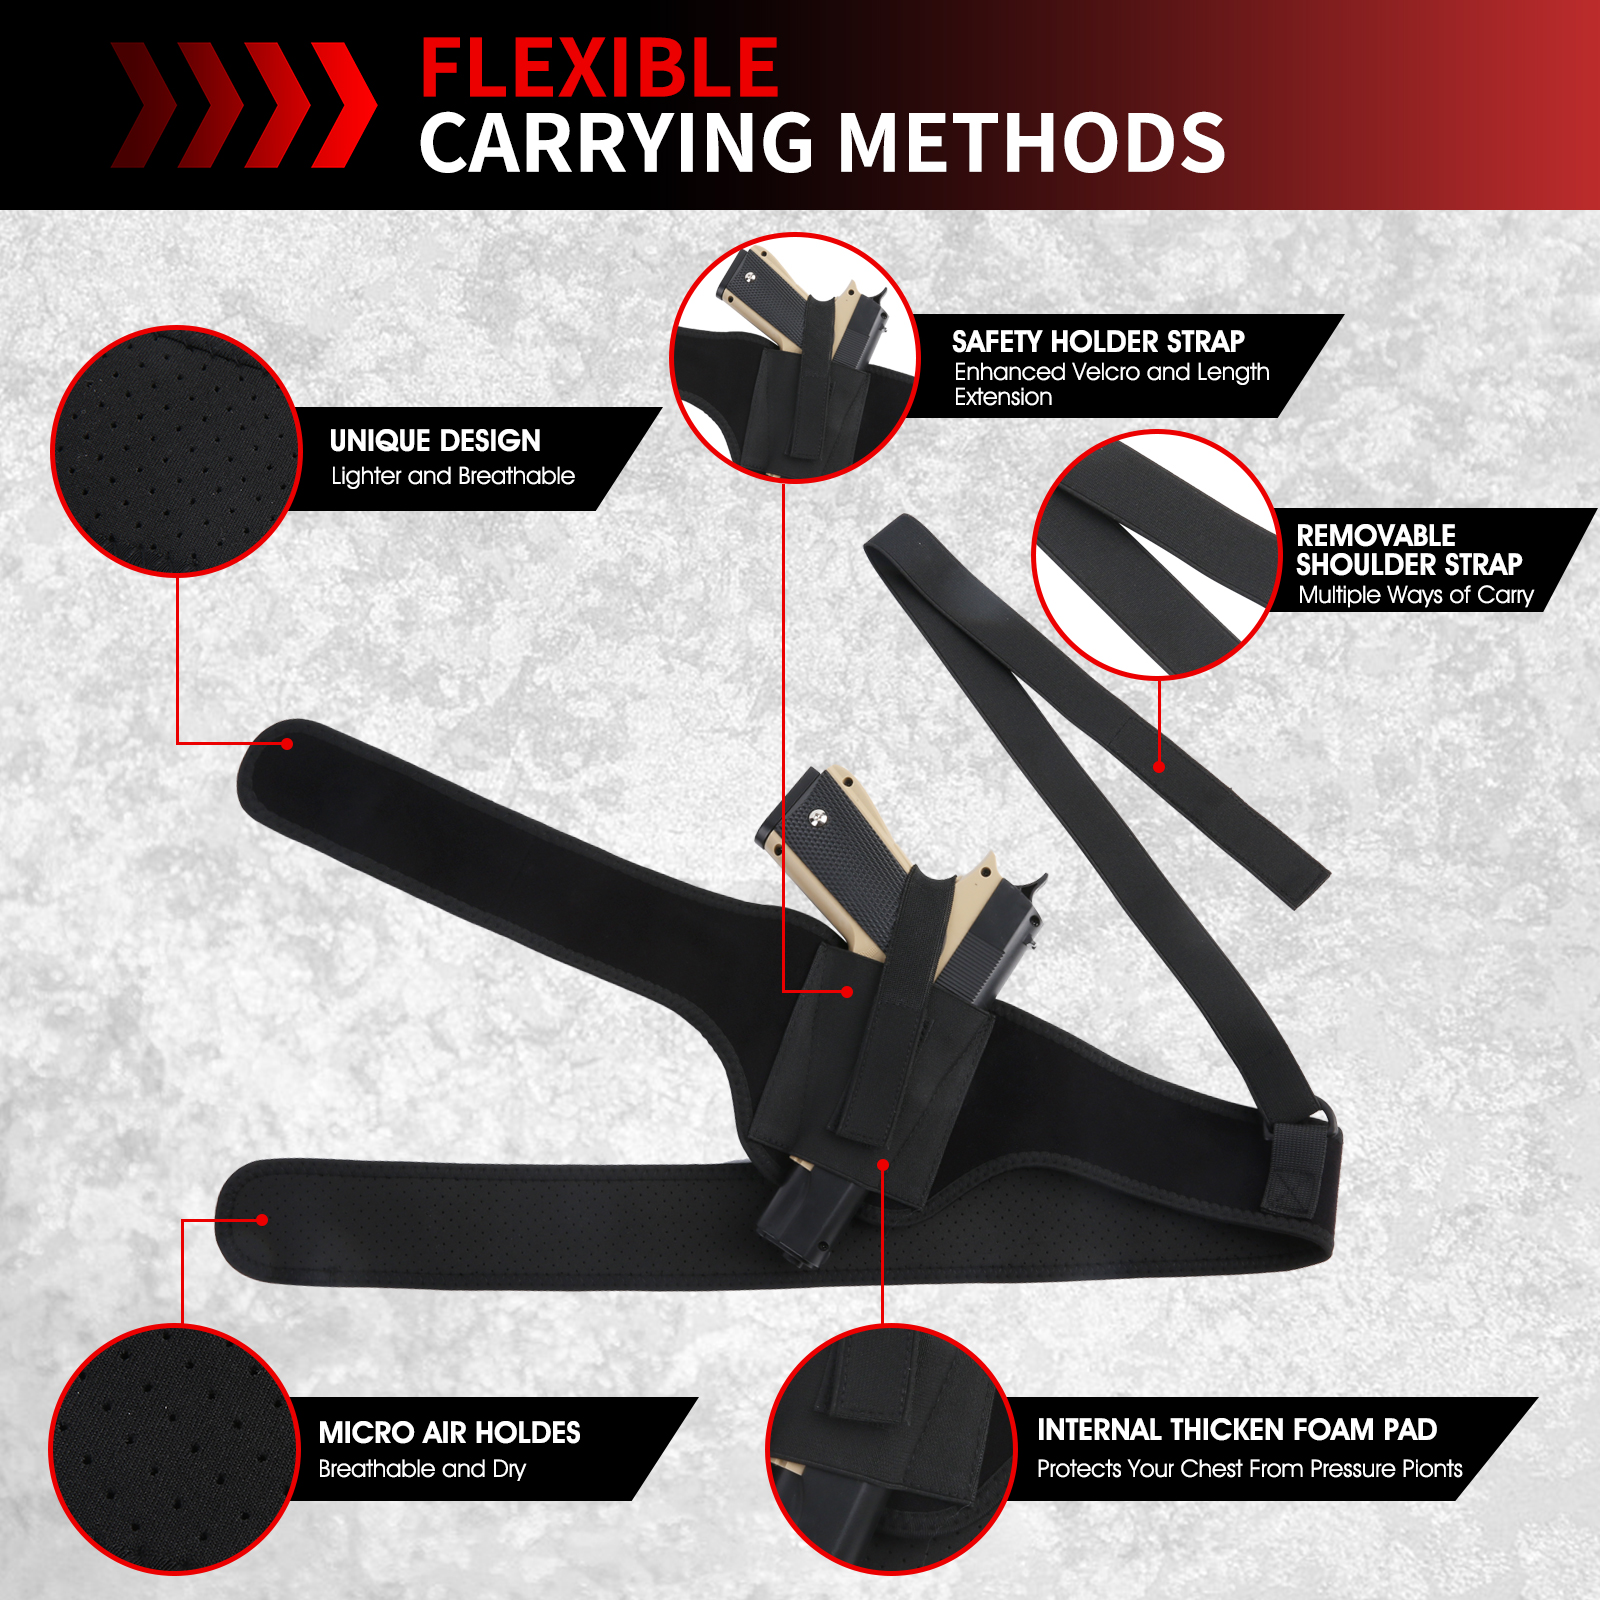 FLEXIBLE
CARRYING METHODS
SAFETY HOLDER STRAP
Enhanced Velcro and Length
Extension
UNIQUE DESIGN
Lighter and Breathable
REMOVABLE
SHOULDER STRAP
Multiple Ways of Carry
MICRO AIR HOLDES
Breathable and Dry
INTERNAL THICKEN FOAM PAD
Protects Your Chest From Pressure Pionts